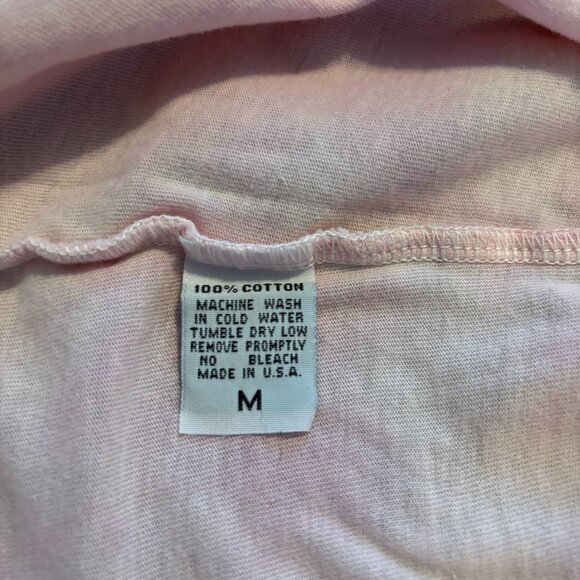 100% COTTON
MACHINE WASH
IN COLD WATER
TUMBLE DRY LOW
REMOVE PROMPTLY
NO BLEACH
MADE IN U.S.A.
M